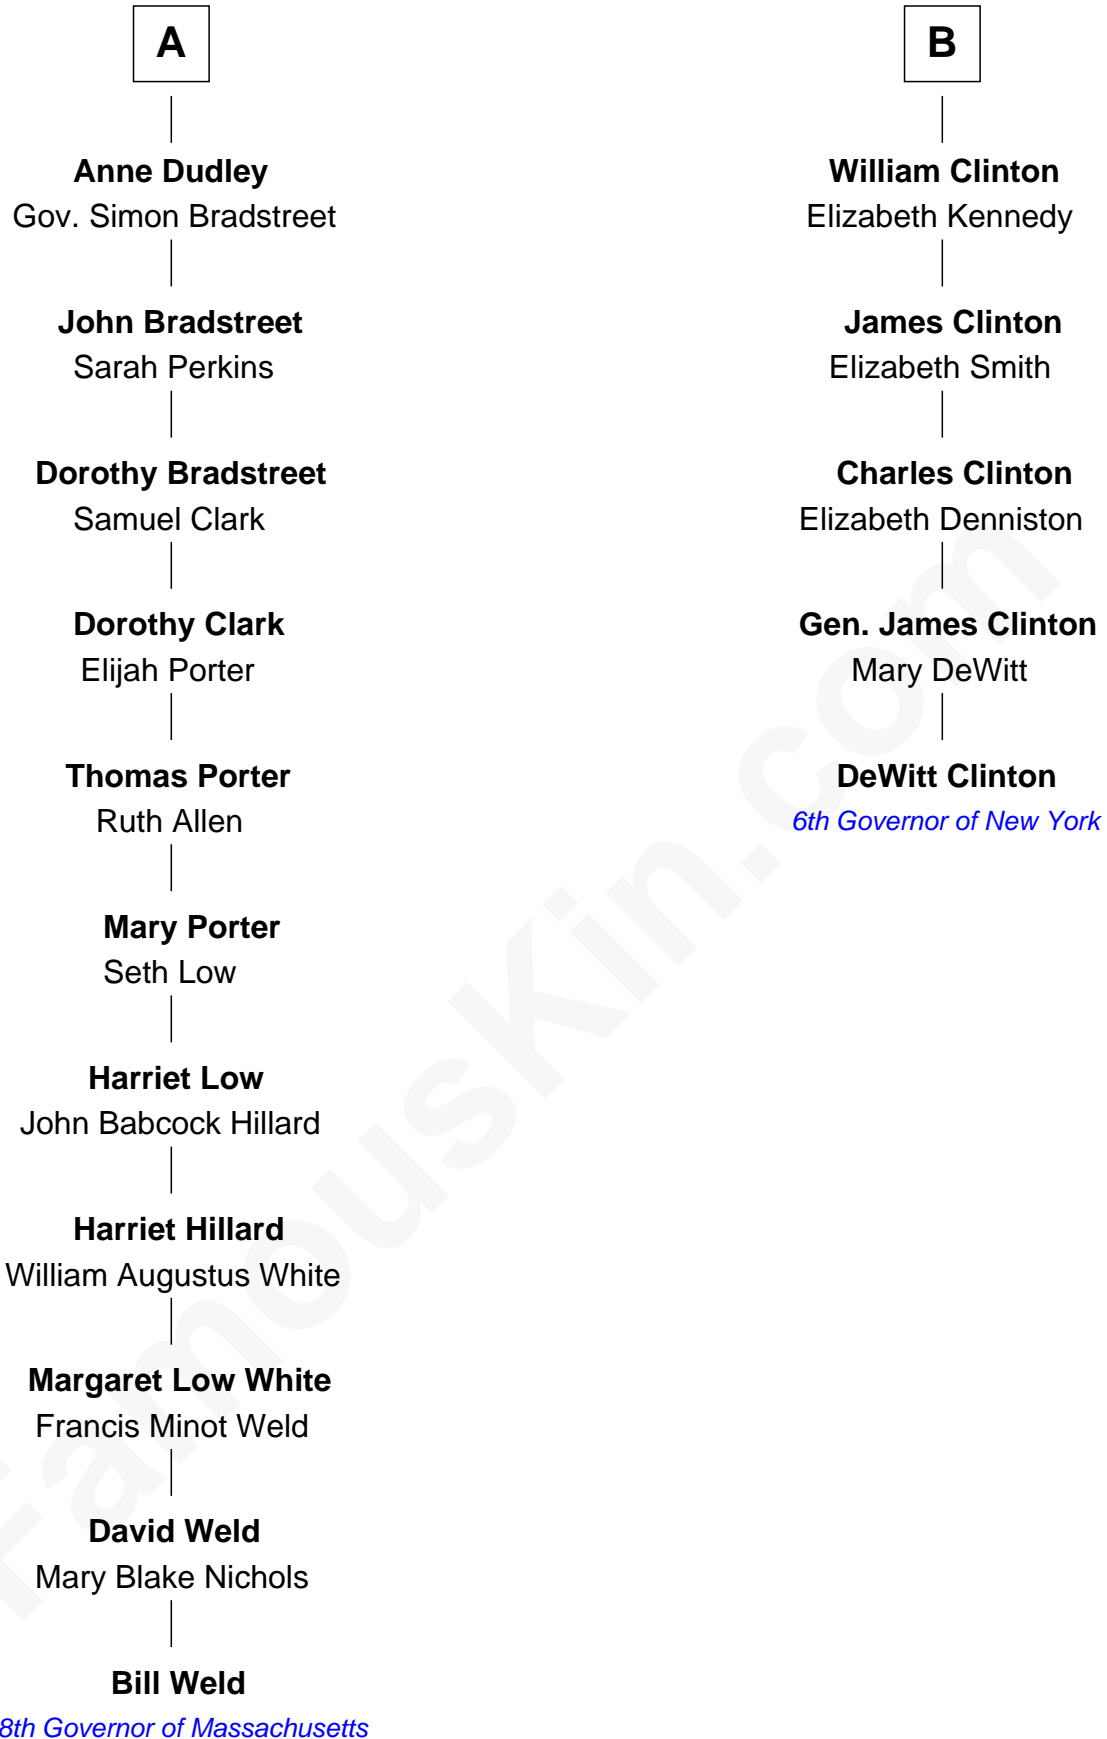 A
Anne Dudley
Gov. Simon Bradstreet
John Bradstreet
Sarah Perkins
Dorothy Bradstreet
Samuel Clark
Dorothy Clark
Elijah Porter
Thomas Porter
Ruth Allen
Mary Porter
Seth Low
Harriet Low
John Babcock Hillard
Harriet Hillard
William Augustus White
Margaret Low White
Francis Minot Weld
David Weld
Mary Blake Nichols
Bill Weld
8th Governor of Massachusetts
B
William Clinton
Elizabeth Kennedy
James Clinton
Elizabeth Smith
Charles Clinton
Elizabeth Denniston
Gen. James Clinton
Mary DeWitt
DeWitt Clinton
6th Governor of New York
FamousKin.com